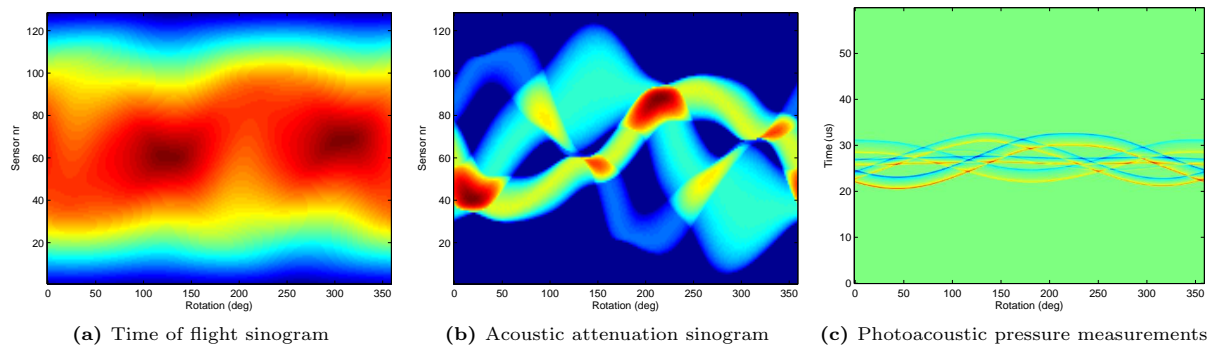 120
100
80
60
40
20
Sensor nr
0 50 100 150 200 250 300 350
Rotation (deg)
(a) Time of flight sinogram
120
100
80
60
40
20
Sensor nr
0 50 100 150 200 250 300 350
Rotation (deg)
(b) Acoustic attenuation sinogram
50
40
30
20
10
0
Time (us)
0 50 100 150 200 250 300 350
Rotation (deg)
(c) Photoacoustic pressure measurements